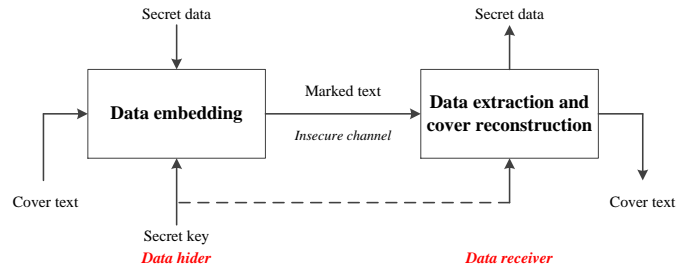 Secret data
Secret data
Data embedding
Marked text
Insecure channel
Data extraction and
cover reconstruction
Cover text
Cover text
Secret key
Data hider
Data receiver